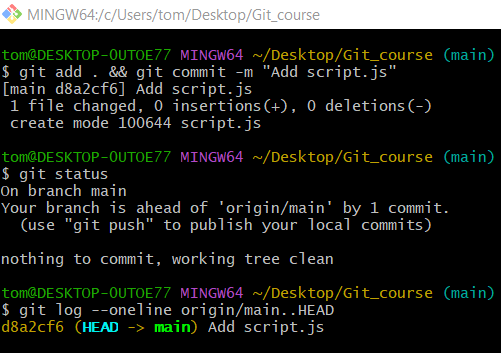 MINGW64:/c/Users/tom/Desktop/Git_course
tom@DESKTOP-OUTOE77 MINGW64 ~/Desktop/Git_course (main)
$ git add . && git commit -m "Add script.js"
[main d8a2cf6] Add script.js
 1 file changed, 0 insertions(+), 0 deletions(-)
 create mode 100644 script.js
tom@DESKTOP-OUTOE77 MINGW64 ~/Desktop/Git_course (main)
$ git status
On branch main
Your branch is ahead of 'origin/main' by 1 commit.
  (use "git push" to publish your local commits)
nothing to commit, working tree clean
tom@DESKTOP-OUTOE77 MINGW64 ~/Desktop/Git_course (main)
$ git log --oneline origin/main..HEAD
d8a2cf6 (HEAD -> main) Add script.js